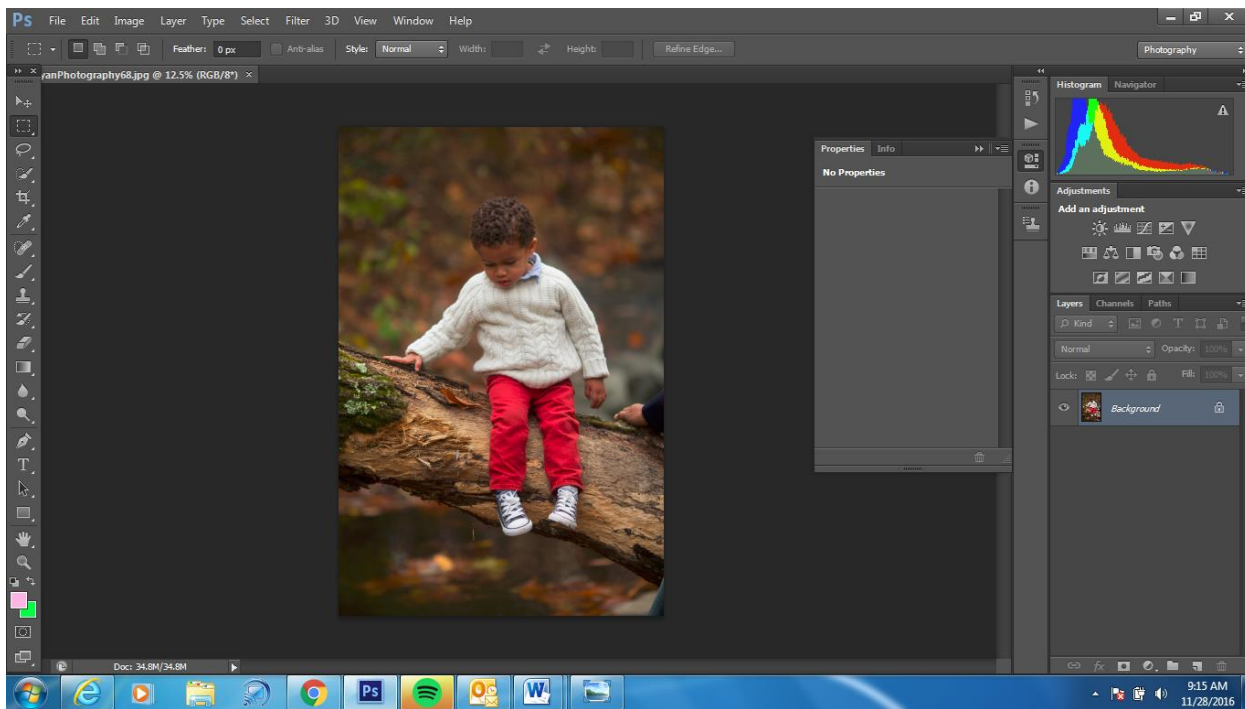 Ps File Edit Image Layer Type Select Filter 3D View Window Help
Feather: 0 px Anti-alias Style: Normal Width: Height: Refine Edge... Photography
yanPhotography68.jpg @ 12.5% (RGB/8*) ×
Histogram Navigator
Properties Info
No Properties
Adjustments
Add an adjustment
Layers Channels Paths
Kind
Normal Opacity: 100%
Lock: Fill: 100%
Background
T
fx
Doc: 34.8M/34.8M
Ps W
9:15 AM
11/28/2016